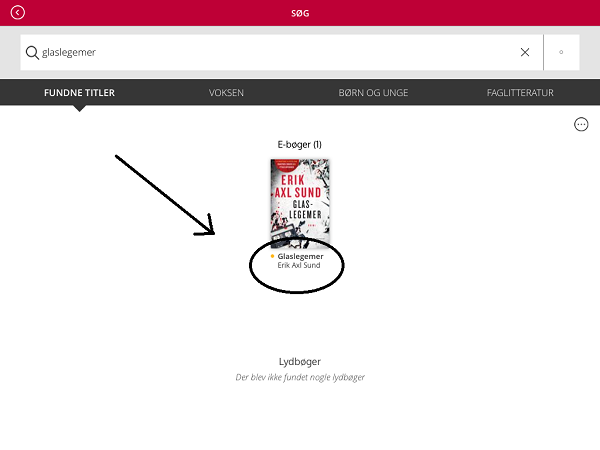 SØG
glaslegemer
FUNDNE TITLER
VOKSEN
BØRN OG UNGE
FAGLITTERATUR
E-bøger (1)
ERIK
AXL SUND
GLAS-
LEGEMER
Glaslegemer
Erik Axl Sund
Lydbøger
Der blev ikke fundet nogle lydbøger